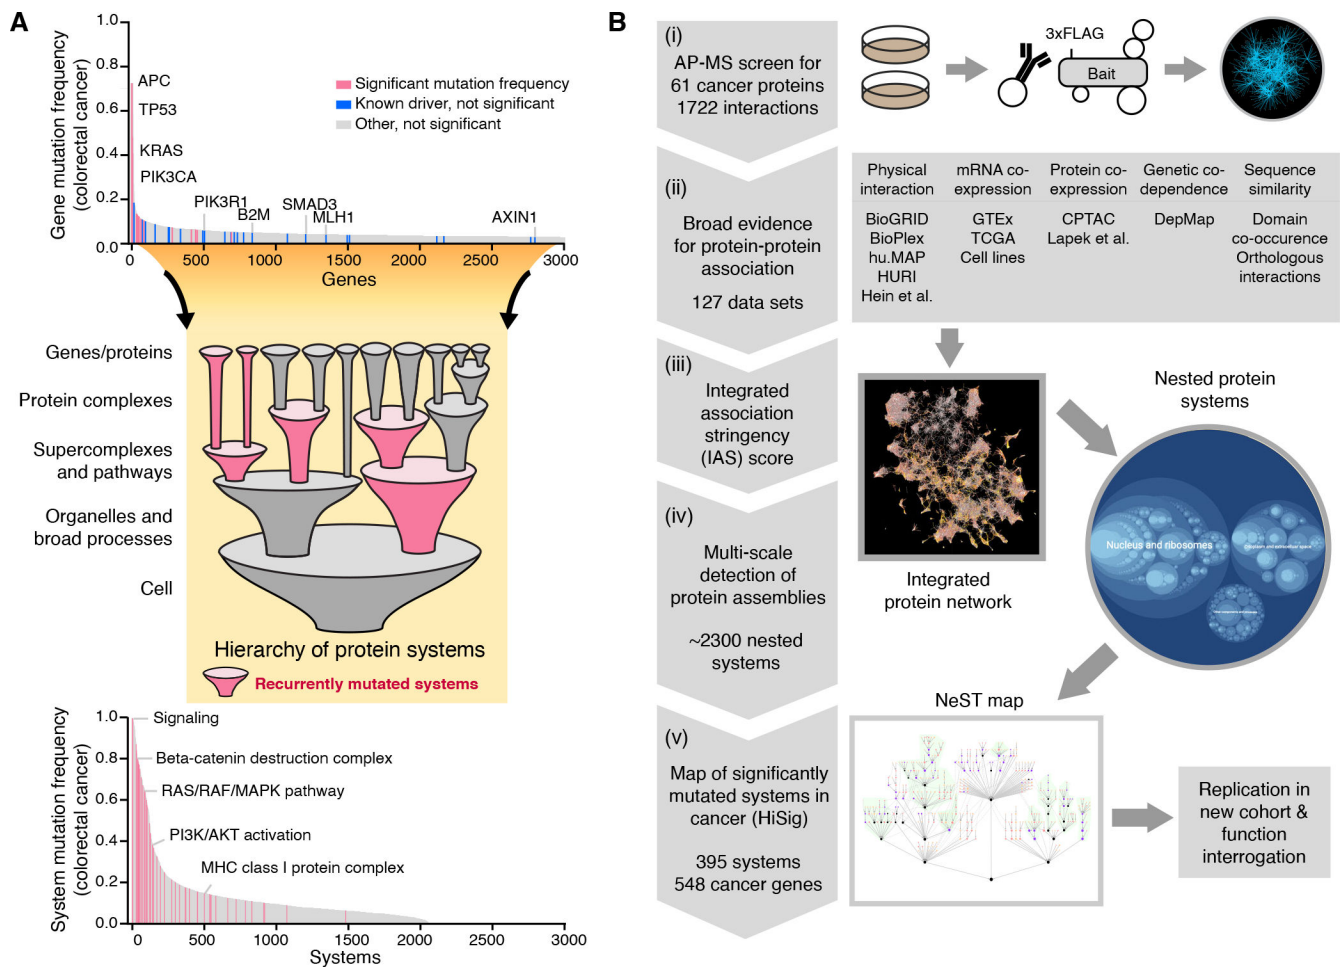 A
Gene mutation frequency
(colorectal cancer)
1.0
0.8
0.6
0.4
0.2
0.0
APC
TP53
KRAS
PIK3CA
PIK3R1
B2M
SMAD3
MLH1
AXIN1
Significant mutation frequency
Known driver, not significant
Other, not significant
0
500
1000
1500
2000
2500
3000
Genes
Genes/proteins
Protein complexes
Supercomplexes
and pathways
Organelles and
broad processes
Cell
Hierarchy of protein systems
Recurrently mutated systems
System mutation frequency
(colorectal cancer)
1.0
0.8
0.6
0.4
0.2
0.0
Signaling
Beta-catenin destruction complex
RAS/RAF/MAPK pathway
PI3K/AKT activation
MHC class I protein complex
0
500
1000
1500
2000
2500
3000
Systems
B
(i)
AP-MS screen for
61 cancer proteins
1722 interactions
3xFLAG
Bait
(ii)
Broad evidence
for protein-protein
association
127 data sets
Physical
interaction
BioGRID
BioPlex
hu.MAP
HURI
Hein et al.
mRNA co-
expression
GTEx
TCGA
Cell lines
Protein co-
expression
CPTAC
Lapek et al.
Genetic co-
dependence
DepMap
Sequence
similarity
Domain
co-occurence
Orthologous
interactions
(iii)
Integrated
association
stringency
(IAS) score
Integrated
protein network
Nested protein
systems
Nucleus and ribosomes
(iv)
Multi-scale
detection of
protein assemblies
~2300 nested
systems
(v)
Map of significantly
mutated systems in
cancer (HiSig)
395 systems
548 cancer genes
NeST map
Replication in
new cohort &
function
interrogation